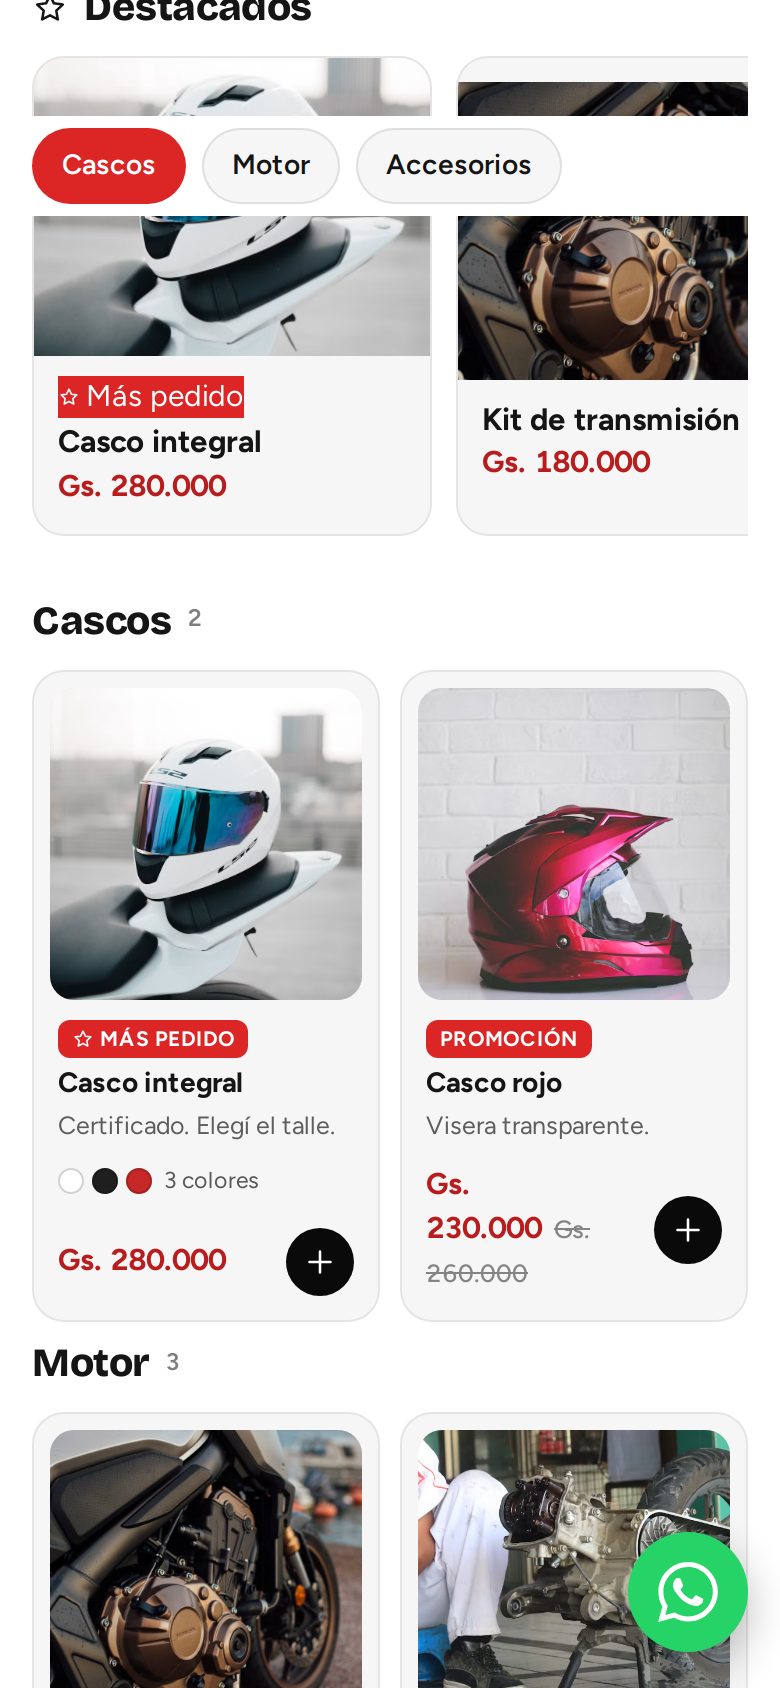 Destacados
Cascos Motor Accesorios
Más pedido
Casco integral
Gs. 280.000
Kit de transmisión
Gs. 180.000
Cascos 2
LS2
LS2
MÁS PEDIDO
Casco integral
Certificado. Elegí el talle.
3 colores
Gs. 280.000
PROMOCIÓN
Casco rojo
Visera transparente.
Gs.
230.000 Gs.
260.000
Motor 3